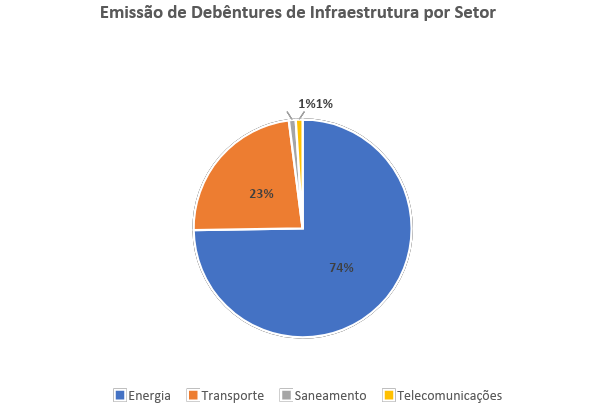 Emissão de Debêntures de Infraestrutura por Setor
1%1%
23%
74%
Energia Transporte Saneamento Telecomunicações